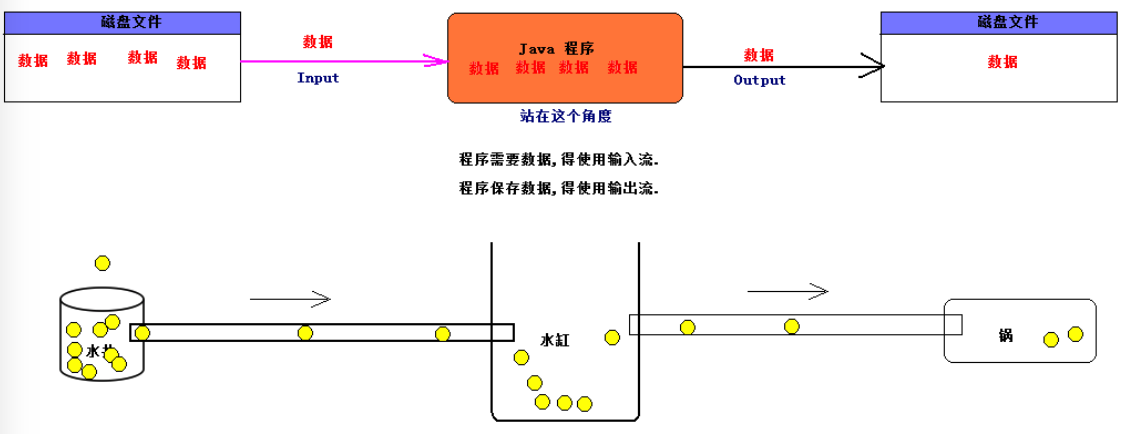 磁盘文件
数据 数据 数据 数据
数据
Input
Java 程序
数据 数据 数据 数据
站在这个角度
数据
Output
磁盘文件
数据
程序需要数据,得使用输入流.
程序保存数据,得使用输出流.
水
水缸
锅